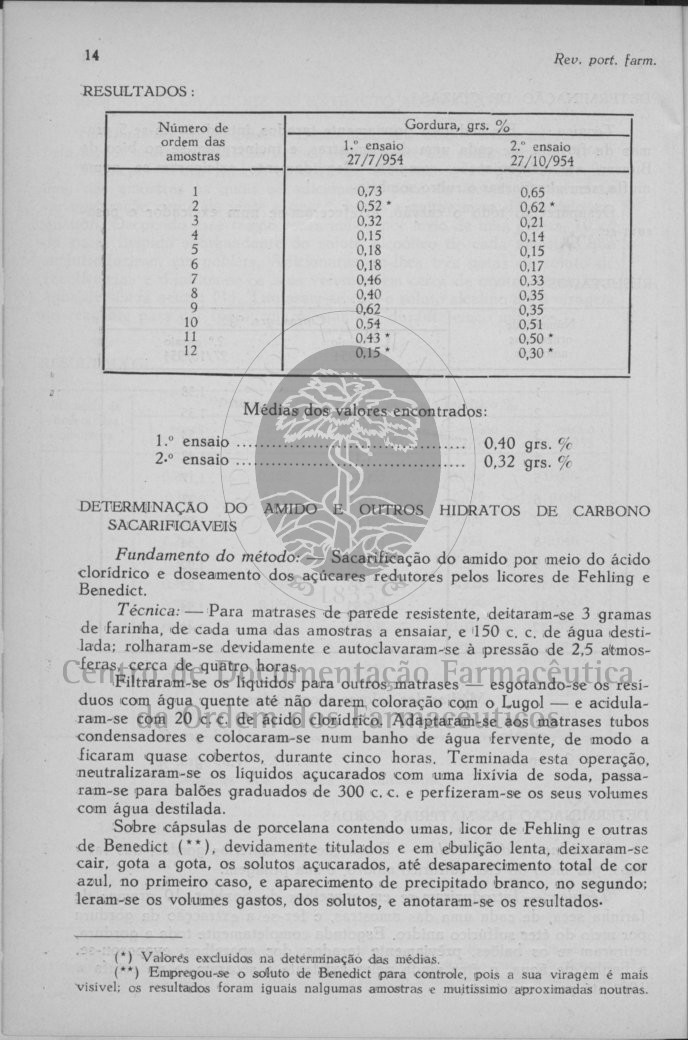 14 Rev. port. farm.
RESULTADOS :
Número de ordem das amostras Gordura, grs. %
1.º ensaio 27/7/954 2.º ensaio 27/10/954
1 0,73 0,65
2 0,52 * 0,62 *
3 0,32 0,21
4 0,15 0,14
5 0,18 0,15
6 0,18 0,17
7 0,46 0,33
8 0,40 0,35
9 0,62 0,35
10 0,54 0,51
11 0,43 * 0,50 *
12 0,15 * 0,30 *
Médias dos valores encontrados:
1.º ensaio ........................................ 0,40 grs. %
2.º ensaio ........................................ 0,32 grs. %
DETERMINAÇÃO DO AMIDO E OUTROS HIDRATOS DE CARBONO
SACARIFICAVEIS
Fundamento do método: — Sacarificação do amido por meio do ácido
clorídrico e doseamento dos açúcares redutores pelos licores de Fehling e
Benedict.
1835
Técnica: — Para matrases de parede resistente, deitaram-se 3 gramas
de farinha, de cada uma das amostras a ensaiar, e 150 c. c. de água desti-
lada; rolharam-se devidamente e autoclavaram-se à pressão de 2,5 atmos-
feras, cerca de quatro horas.
Centro de Documentação Farmacêutica
Filtraram-se os líquidos para outros matrases — esgotando-se os resí-
duos com água quente até não darem coloração com o Lugol — e acidula-
da Ordem dos Farmacêuticos
ram-se com 20 c. c. de ácido clorídrico. Adaptaram-se aos matrases tubos
condensadores e colocaram-se num banho de água fervente, de modo a
ficaram quase cobertos, durante cinco horas. Terminada esta operação,
neutralizaram-se os líquidos açucarados com uma lixívia de soda, passa-
ram-se para balões graduados de 300 c. c. e perfizeram-se os seus volumes
com água destilada.
Sobre cápsulas de porcelana contendo umas, licor de Fehling e outras
de Benedict (**), devidamente titulados e em ebulição lenta, deixaram-se
cair, gota a gota, os solutos açucarados, até desaparecimento total de cor
azul, no primeiro caso, e aparecimento de precipitado branco, no segundo;
leram-se os volumes gastos, dos solutos, e anotaram-se os resultados.
(*) Valores excluidos na determinação das médias.
(**) Empregou-se o soluto de Benedict para controle, pois a sua viragem é mais
visivel; os resultados foram iguais nalgumas amostras e muitissimo aproximadas noutras.